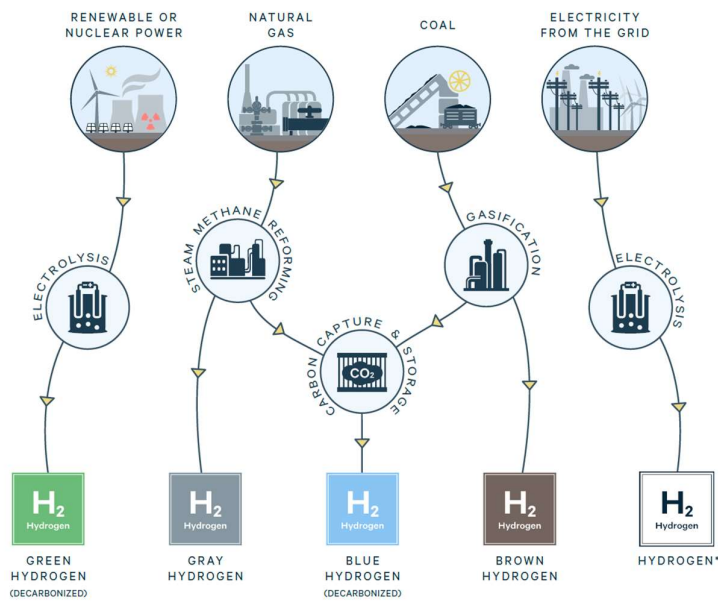 RENEWABLE OR
NUCLEAR POWER
NATURAL
GAS
COAL
ELECTRICITY
FROM THE GRID
ELECTROLYSIS
STEAM METHANE REFORMING
GASIFICATION
ELECTROLYSIS
CARBON CAPTURE & STORAGE
CO₂
H₂
Hydrogen
H₂
Hydrogen
H₂
Hydrogen
H₂
Hydrogen
H₂
Hydrogen
GREEN
HYDROGEN
(DECARBONIZED)
GRAY
HYDROGEN
BLUE
HYDROGEN
(DECARBONIZED)
BROWN
HYDROGEN
HYDROGEN*